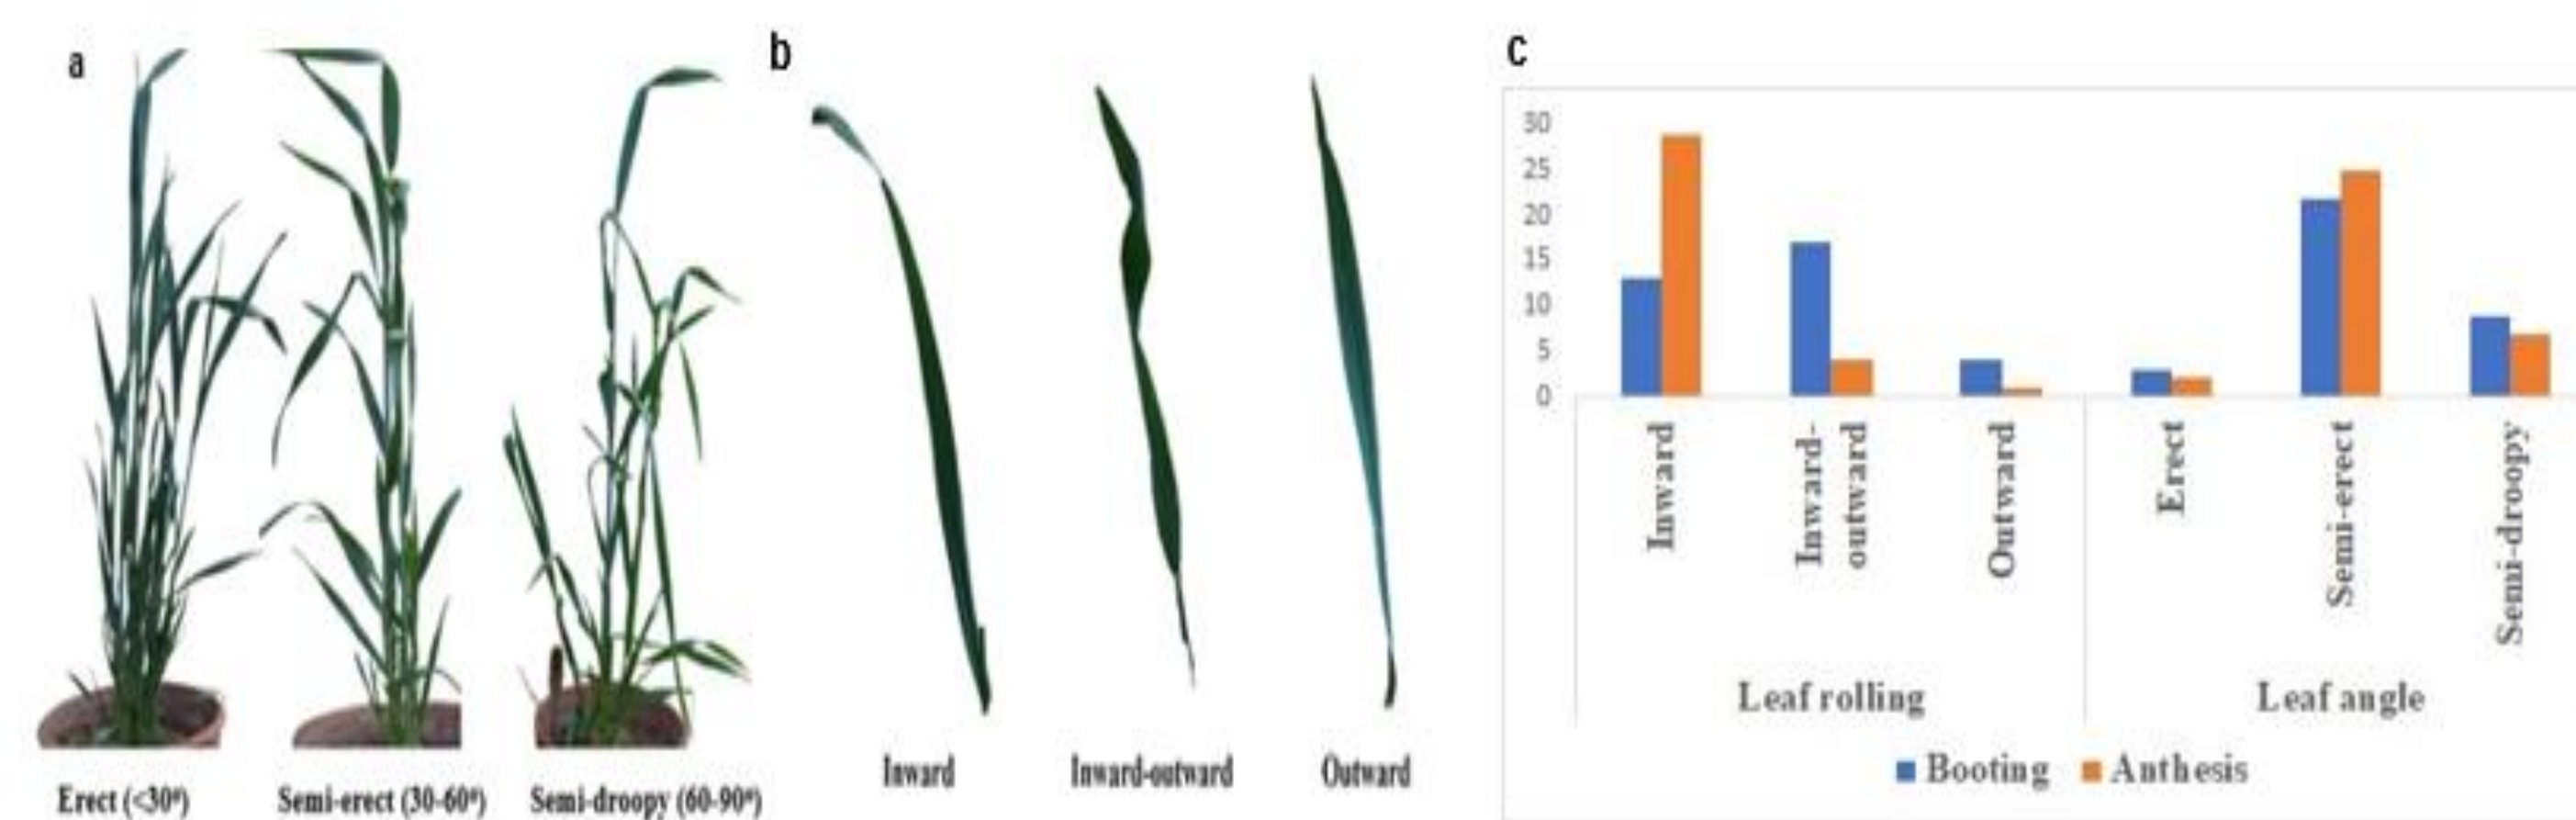 a
Erect (<30°)
Semi-erect (30-60°)
Semi-droopy (60-90°)
b
Inward
Inward-outward
Outward
c
30
25
20
15
10
5
0
Inward
Inward-
outward
Outward
Erect
Semi-erect
Semi-droopy
Leaf rolling
Leaf angle
Booting
Anthesis